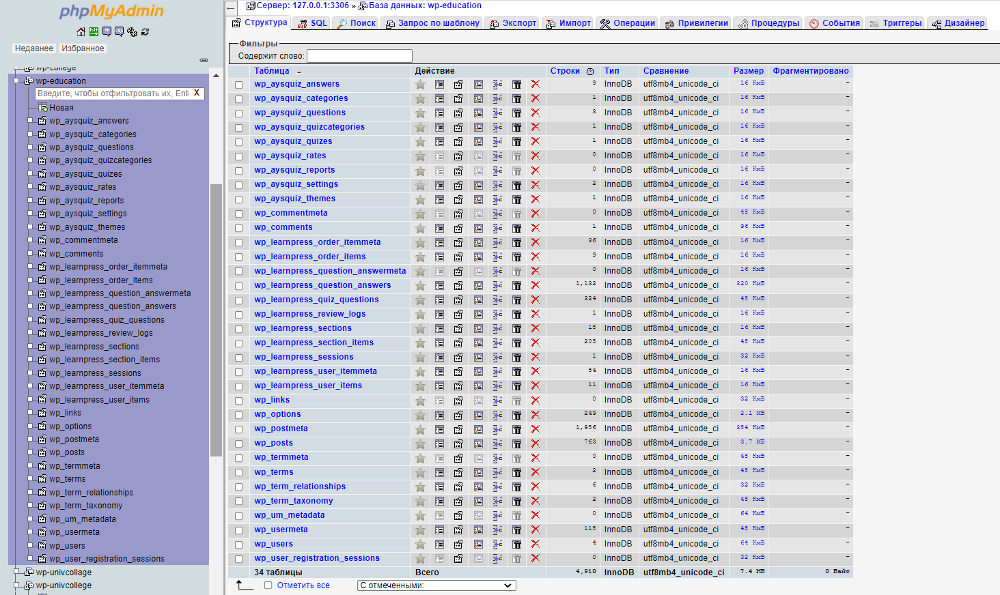 phpMyAdmin
Недавнее Избранное
wp-college
wp-education
Введите, чтобы отфильтровать их, Ente X
Новая
wp_aysquiz_answers
wp_aysquiz_categories
wp_aysquiz_questions
wp_aysquiz_quizcategories
wp_aysquiz_quizes
wp_aysquiz_rates
wp_aysquiz_reports
wp_aysquiz_settings
wp_aysquiz_themes
wp_commentmeta
wp_comments
wp_learnpress_order_itemmeta
wp_learnpress_order_items
wp_learnpress_question_answermeta
wp_learnpress_question_answers
wp_learnpress_quiz_questions
wp_learnpress_review_logs
wp_learnpress_sections
wp_learnpress_section_items
wp_learnpress_sessions
wp_learnpress_user_itemmeta
wp_learnpress_user_items
wp_links
wp_options
wp_postmeta
wp_posts
wp_termmeta
wp_terms
wp_term_relationships
wp_term_taxonomy
wp_um_metadata
wp_usermeta
wp_users
wp_user_registration_sessions
wp-univcollage
wp-univcollege
Сервер: 127.0.0.1:3306 » База данных: wp-education
Структура SQL Поиск Запрос по шаблону Экспорт Импорт Операции Привилегии Процедуры События Триггеры Дизайнер
Фильтры
Содержит слово:
Таблица Действие Строки Тип Сравнение Размер Фрагментировано
wp_aysquiz_answers 9 InnoDB utf8mb4_unicode_ci 16 КиБ -
wp_aysquiz_categories 1 InnoDB utf8mb4_unicode_ci 16 КиБ -
wp_aysquiz_questions 3 InnoDB utf8mb4_unicode_ci 16 КиБ -
wp_aysquiz_quizcategories 1 InnoDB utf8mb4_unicode_ci 16 КиБ -
wp_aysquiz_quizes 1 InnoDB utf8mb4_unicode_ci 16 КиБ -
wp_aysquiz_rates 0 InnoDB utf8mb4_unicode_ci 16 КиБ -
wp_aysquiz_reports 0 InnoDB utf8mb4_unicode_ci 16 КиБ -
wp_aysquiz_settings 2 InnoDB utf8mb4_unicode_ci 16 КиБ -
wp_aysquiz_themes 1 InnoDB utf8mb4_unicode_ci 16 КиБ -
wp_commentmeta 0 InnoDB utf8mb4_unicode_ci 48 КиБ -
wp_comments 1 InnoDB utf8mb4_unicode_ci 96 КиБ -
wp_learnpress_order_itemmeta 36 InnoDB utf8mb4_unicode_ci 16 КиБ -
wp_learnpress_order_items 9 InnoDB utf8mb4_unicode_ci 16 КиБ -
wp_learnpress_question_answermeta 0 InnoDB utf8mb4_unicode_ci 16 КиБ -
wp_learnpress_question_answers 1,132 InnoDB utf8mb4_unicode_ci 320 КиБ -
wp_learnpress_quiz_questions 324 InnoDB utf8mb4_unicode_ci 48 КиБ -
wp_learnpress_review_logs 1 InnoDB utf8mb4_unicode_ci 16 КиБ -
wp_learnpress_sections 18 InnoDB utf8mb4_unicode_ci 16 КиБ -
wp_learnpress_section_items 205 InnoDB utf8mb4_unicode_ci 48 КиБ -
wp_learnpress_sessions 1 InnoDB utf8mb4_unicode_ci 32 КиБ -
wp_learnpress_user_itemmeta 54 InnoDB utf8mb4_unicode_ci 16 КиБ -
wp_learnpress_user_items 11 InnoDB utf8mb4_unicode_ci 16 КиБ -
wp_links 0 InnoDB utf8mb4_unicode_ci 32 КиБ -
wp_options 249 InnoDB utf8mb4_unicode_ci 2.1 МБ -
wp_postmeta 1,956 InnoDB utf8mb4_unicode_ci 384 КиБ -
wp_posts 763 InnoDB utf8mb4_unicode_ci 3.7 МБ -
wp_termmeta 0 InnoDB utf8mb4_unicode_ci 48 КиБ -
wp_terms 2 InnoDB utf8mb4_unicode_ci 48 КиБ -
wp_term_relationships 6 InnoDB utf8mb4_unicode_ci 32 КиБ -
wp_term_taxonomy 2 InnoDB utf8mb4_unicode_ci 48 КиБ -
wp_um_metadata 0 InnoDB utf8mb4_unicode_ci 64 КиБ -
wp_usermeta 118 InnoDB utf8mb4_unicode_ci 48 КиБ -
wp_users 4 InnoDB utf8mb4_unicode_ci 64 КиБ -
wp_user_registration_sessions 0 InnoDB utf8mb4_unicode_ci 32 КиБ -
34 таблицы Всего 4,910 InnoDB utf8mb4_unicode_ci 7.4 МВ 0 Байт
Отметить все С отмеченными: